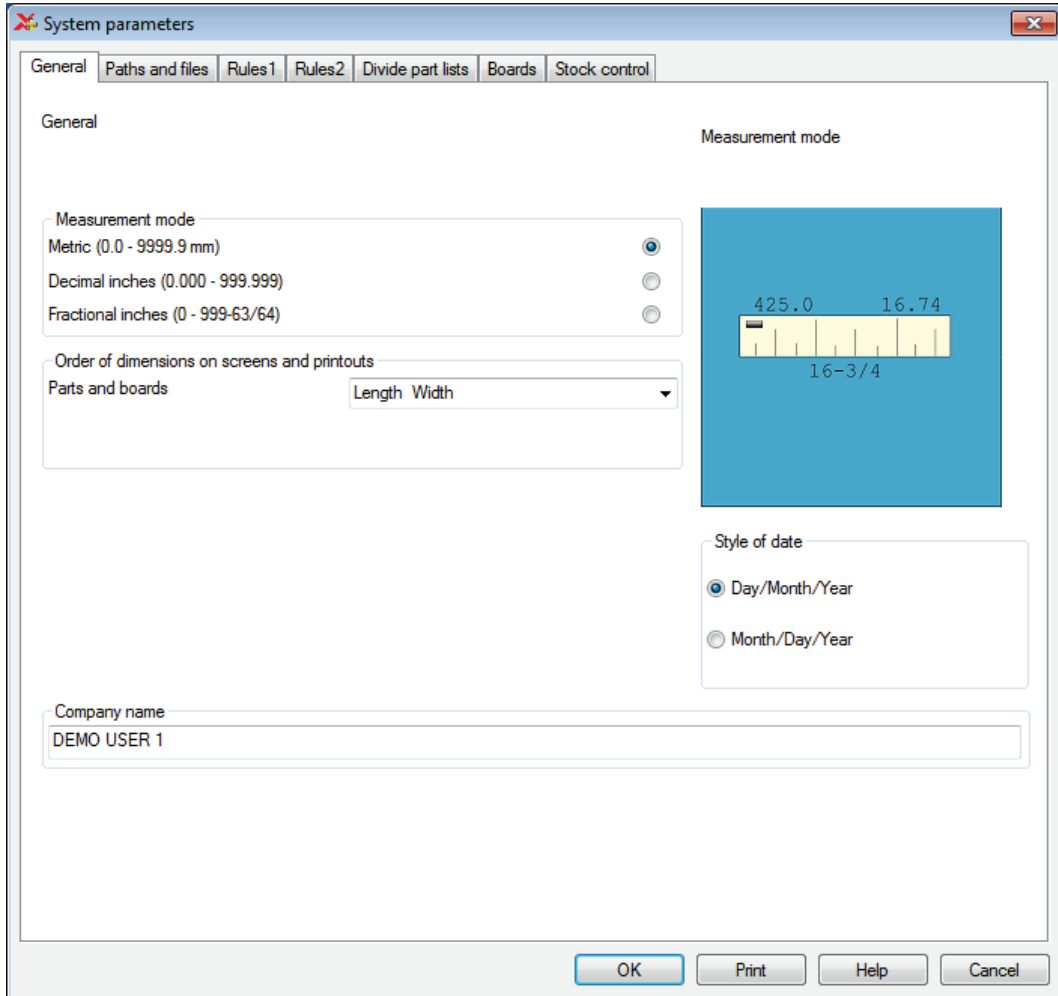 System parameters
General Paths and files Rules1 Rules2 Divide part lists Boards Stock control
General
Measurement mode
Measurement mode
Metric (0.0 - 9999.9 mm)
Decimal inches (0.000 - 999.999)
Fractional inches (0 - 999-63/64)
425.0 16.74
16-3/4
Order of dimensions on screens and printouts
Parts and boards Length Width
Style of date
Day/Month/Year
Month/Day/Year
Company name
DEMO USER 1
OK Print Help Cancel